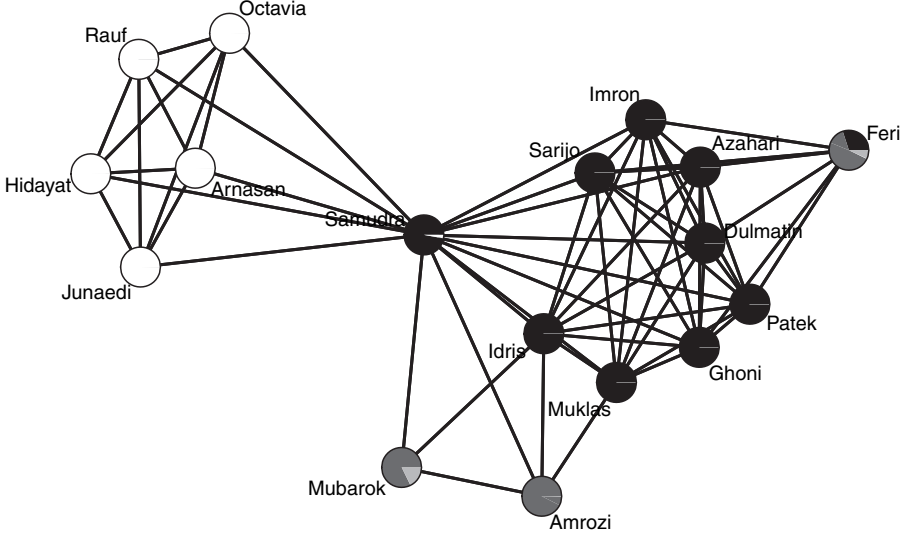 Octavia
Rauf
Imron
Feri
Azahari
Sarijo
Hidayat
Arnasan
Samudra
Dulmatin
Junaedi
Patek
Idris
Ghoni
Muklas
Mubarok
Amrozi